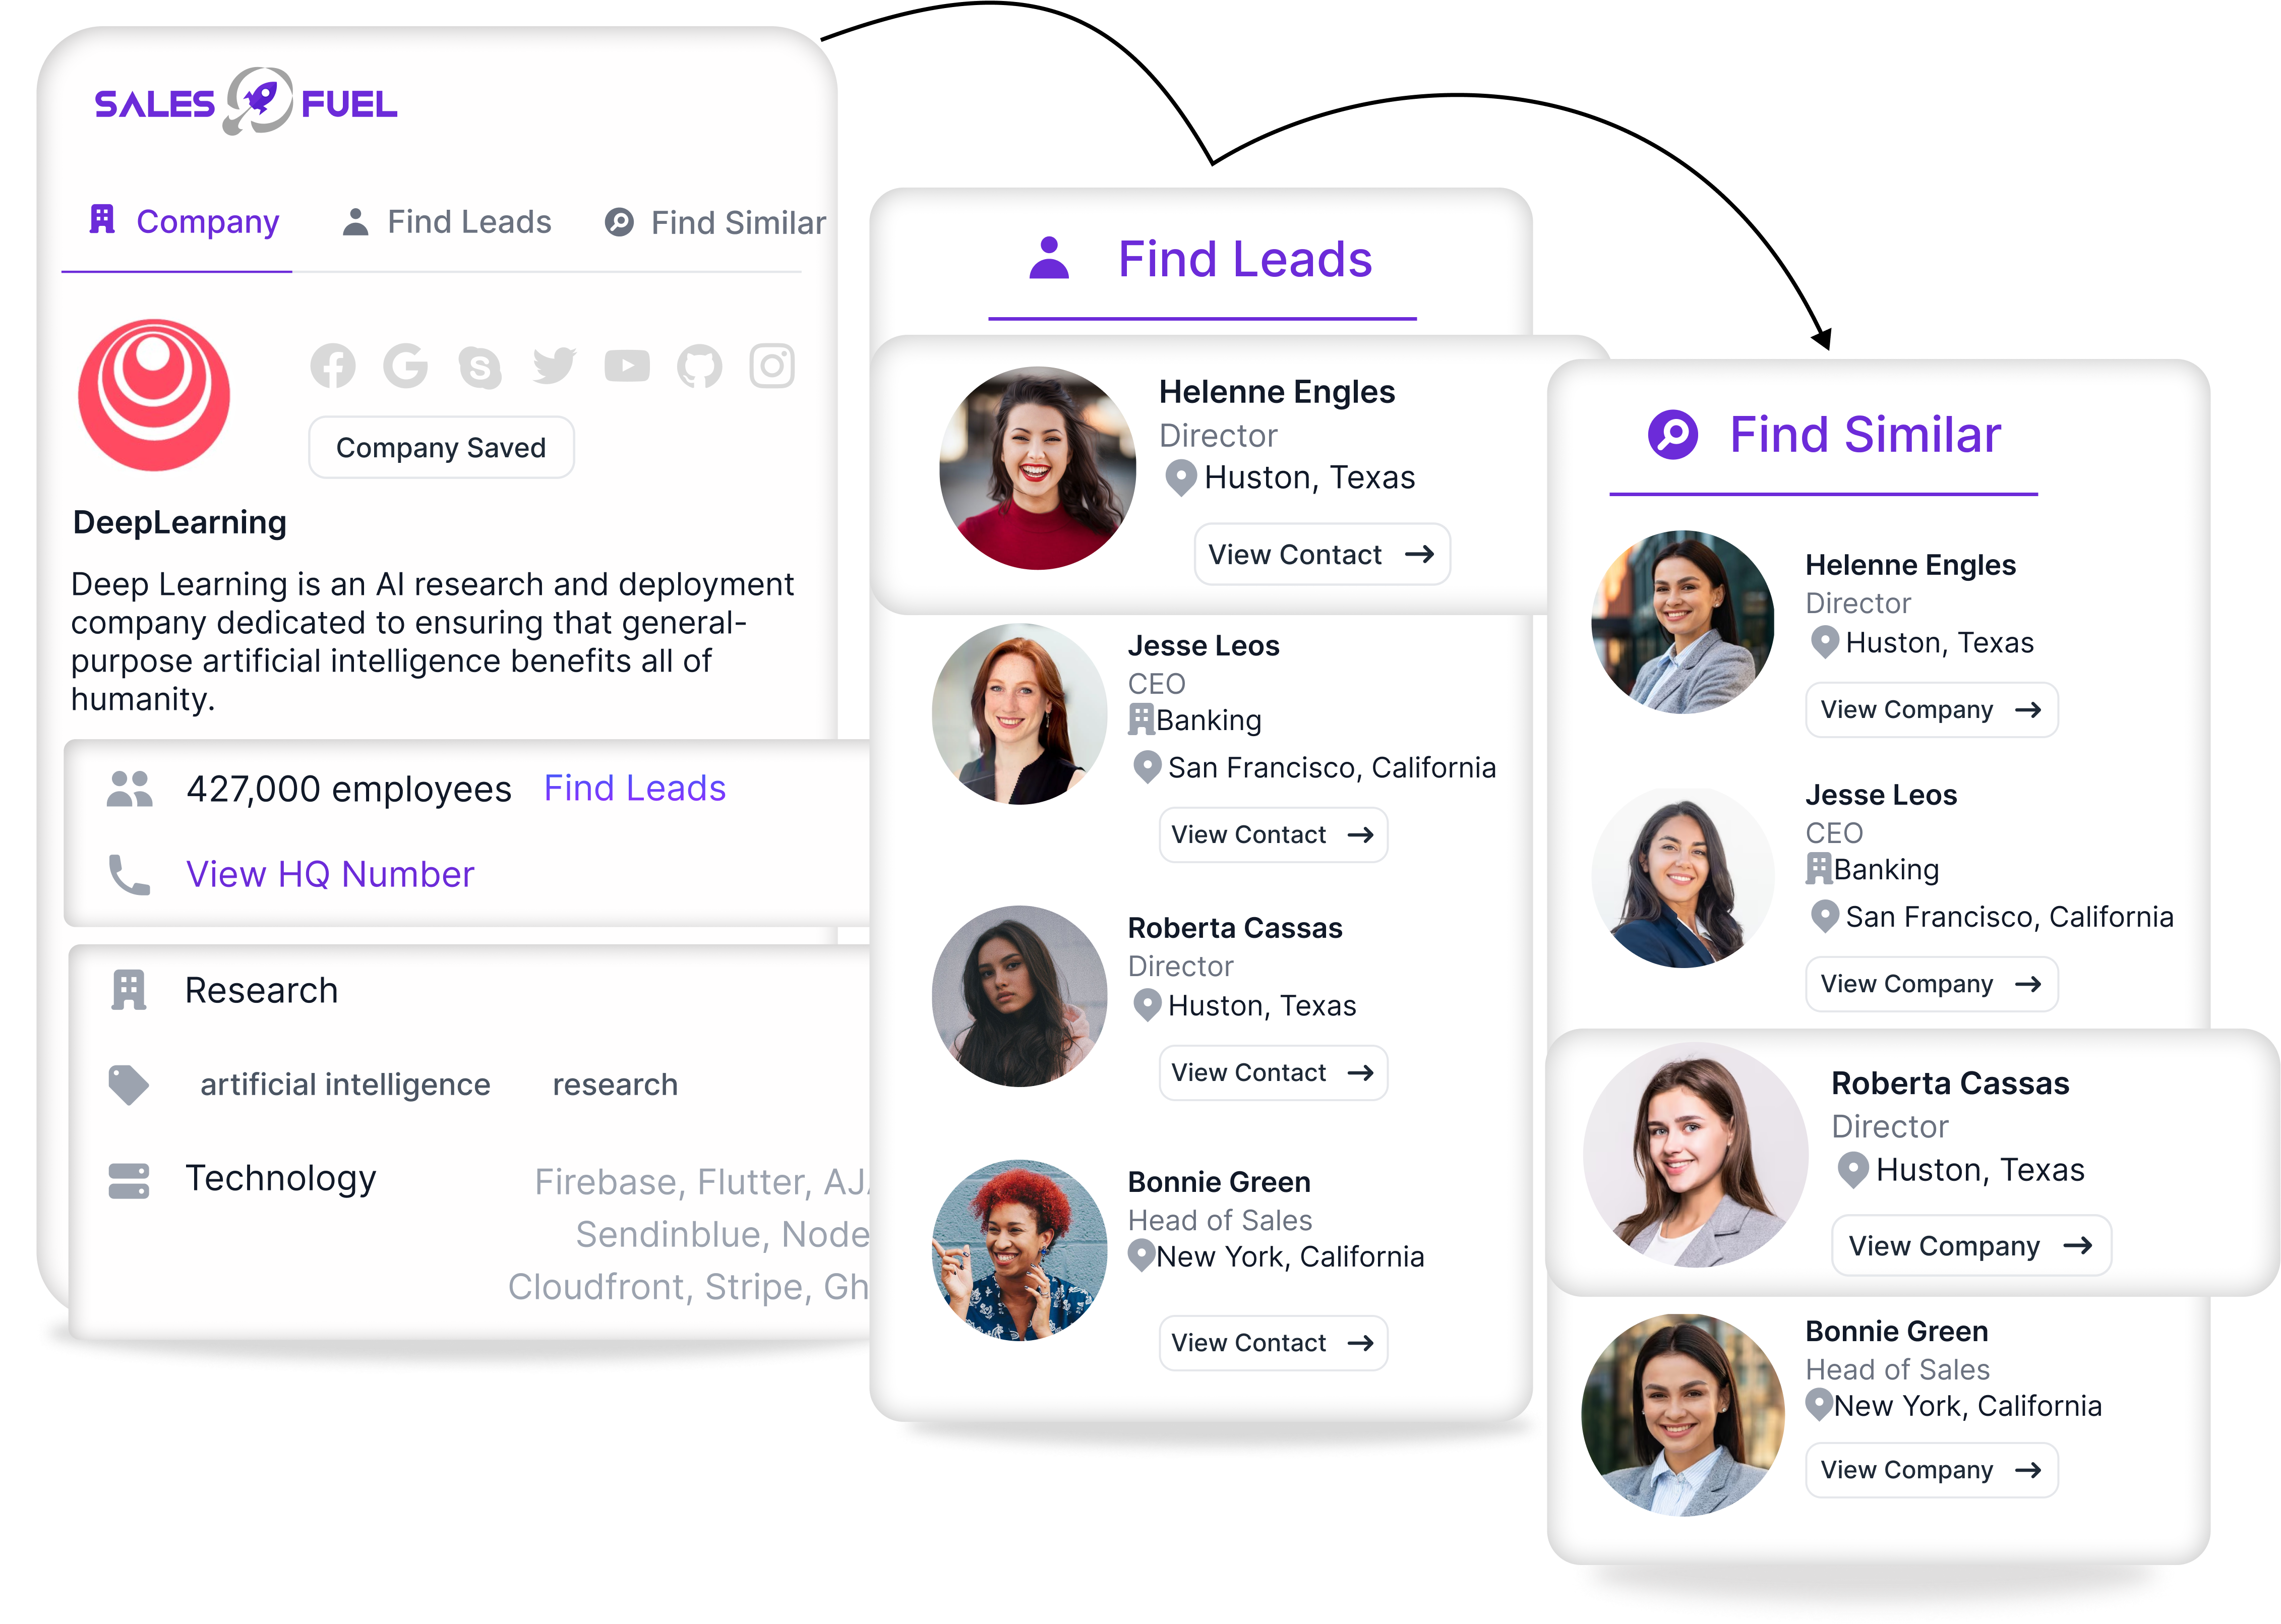 SALES FUEL
Company
Find Leads
Find Similar
Company Saved
DeepLearning
Deep Learning is an AI research and deployment
company dedicated to ensuring that general-
purpose artificial intelligence benefits all of
humanity.
427,000 employees Find Leads
View HQ Number
Research
artificial intelligence research
Technology
Firebase, Flutter,
Sendinblue, Node
Cloudfront, Stripe,
Find Leads
Helenne Engles
Director
Huston, Texas
View Contact
Jesse Leos
CEO
Banking
San Francisco, California
View Contact
Roberta Cassas
Director
Huston, Texas
View Contact
Bonnie Green
Head of Sales
New York, California
View Contact
Find Similar
Helenne Engles
Director
Huston, Texas
View Company
Jesse Leos
CEO
Banking
San Francisco, California
View Company
Roberta Cassas
Director
Huston, Texas
View Company
Bonnie Green
Head of Sales
New York, California
View Company